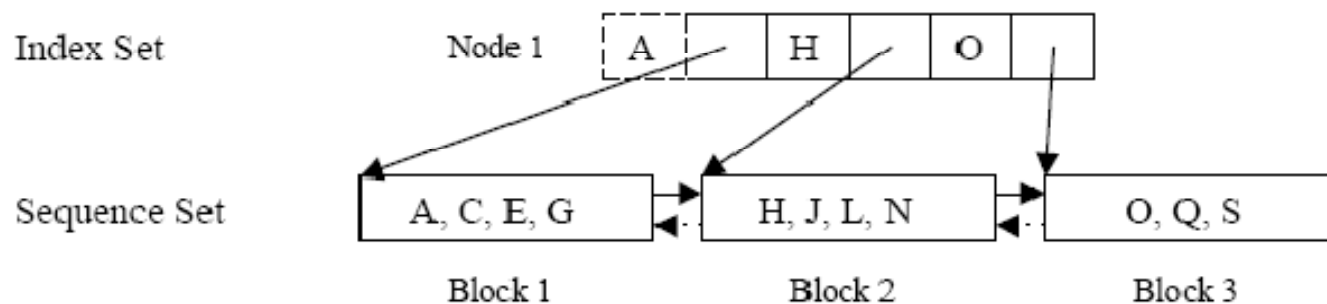 Index Set Node 1 A H O
Sequence Set A, C, E, G H, J, L, N O, Q, S
Block 1 Block 2 Block 3